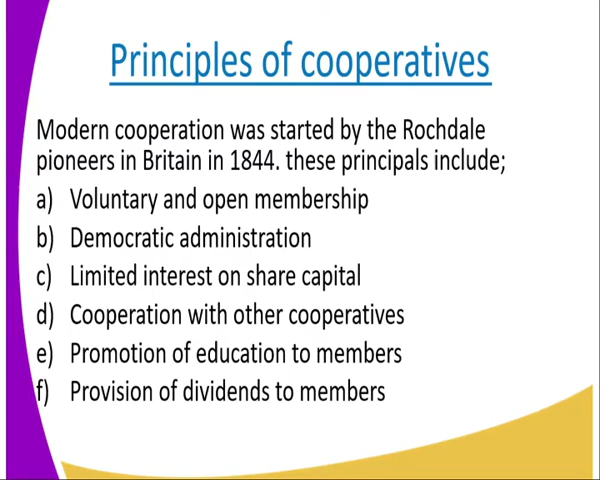 Principles of cooperatives
Modern cooperation was started by the Rochdale
pioneers in Britain in 1844. these principals include;
a) Voluntary and open membership
b) Democratic administration
c) Limited interest on share capital
d) Cooperation with other cooperatives
e) Promotion of education to members
f) Provision of dividends to members